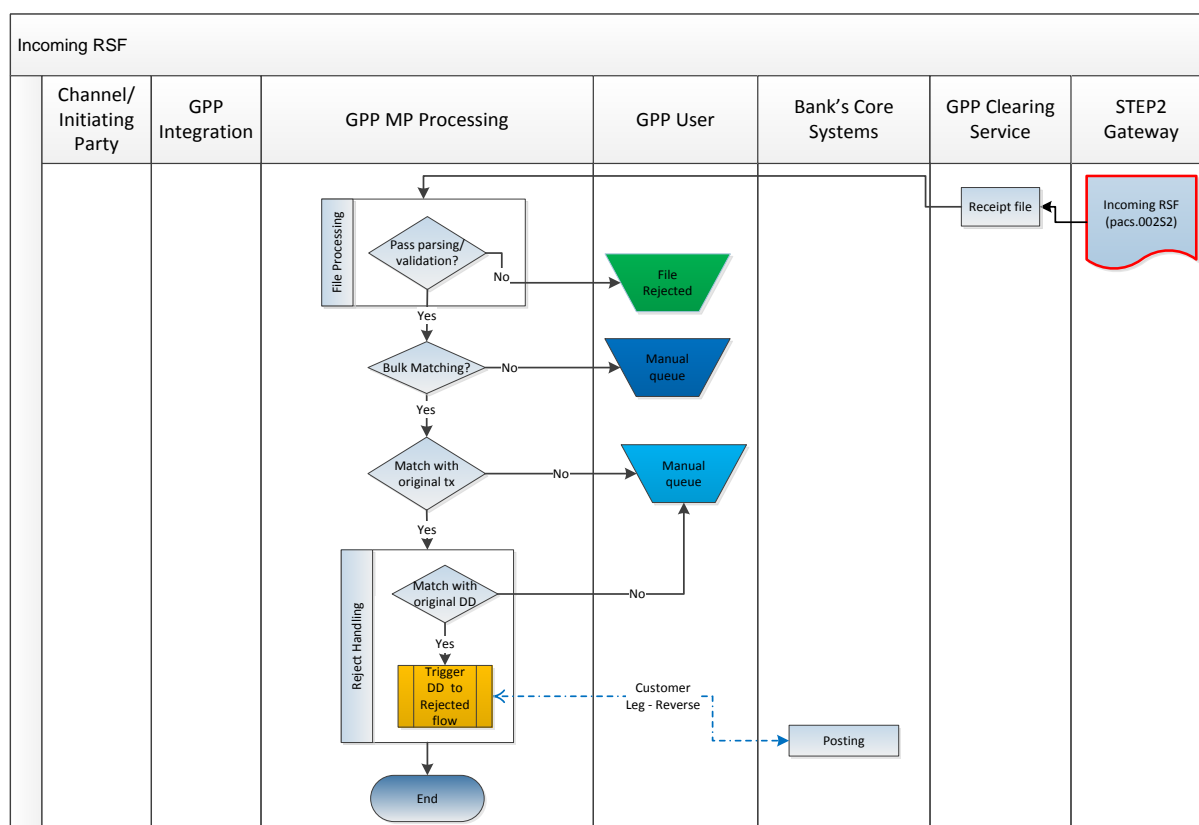 Incoming RSF
Channel/
Initiating
Party
GPP
Integration
GPP MP Processing
GPP User
Bank's Core
Systems
GPP Clearing
Service
STEP2
Gateway
File Processing
Pass parsing/
validation?
No
File
Rejected
Receipt file
Incoming RSF
(pacs.002S2)
Yes
Bulk Matching?
No
Manual
queue
Yes
Match with
original tx
No
Manual
queue
Yes
Reject Handling
Match with
original DD
No
Yes
Trigger
DD to
Rejected
flow
Customer
Leg - Reverse
Posting
End